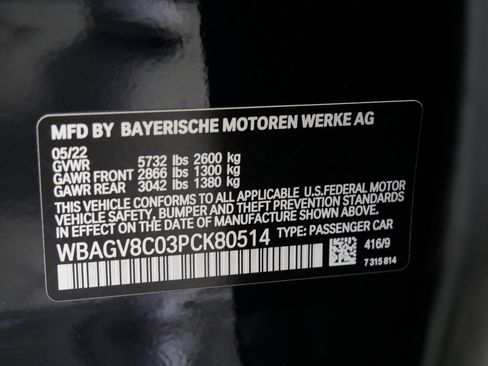 MFD BY BAYERISCHE MOTOREN WERKE AG
05/22
GVWR 5732 lbs 2600 kg
GAWR FRONT 2866 lbs 1300 kg
GAWR REAR 3042 lbs 1380 kg
THIS VEHICLE CONFORMS TO ALL APPLICABLE U.S.FEDERAL MOTOR
VEHICLE SAFETY, BUMPER AND THEFT PREVENTION STANDARDS IN
EFFECT ON THE DATE OF MANUFACTURE SHOWN ABOVE.
WBAGV8C03PCK80514 TYPE: PASSENGER CAR
416/9
7 315 814